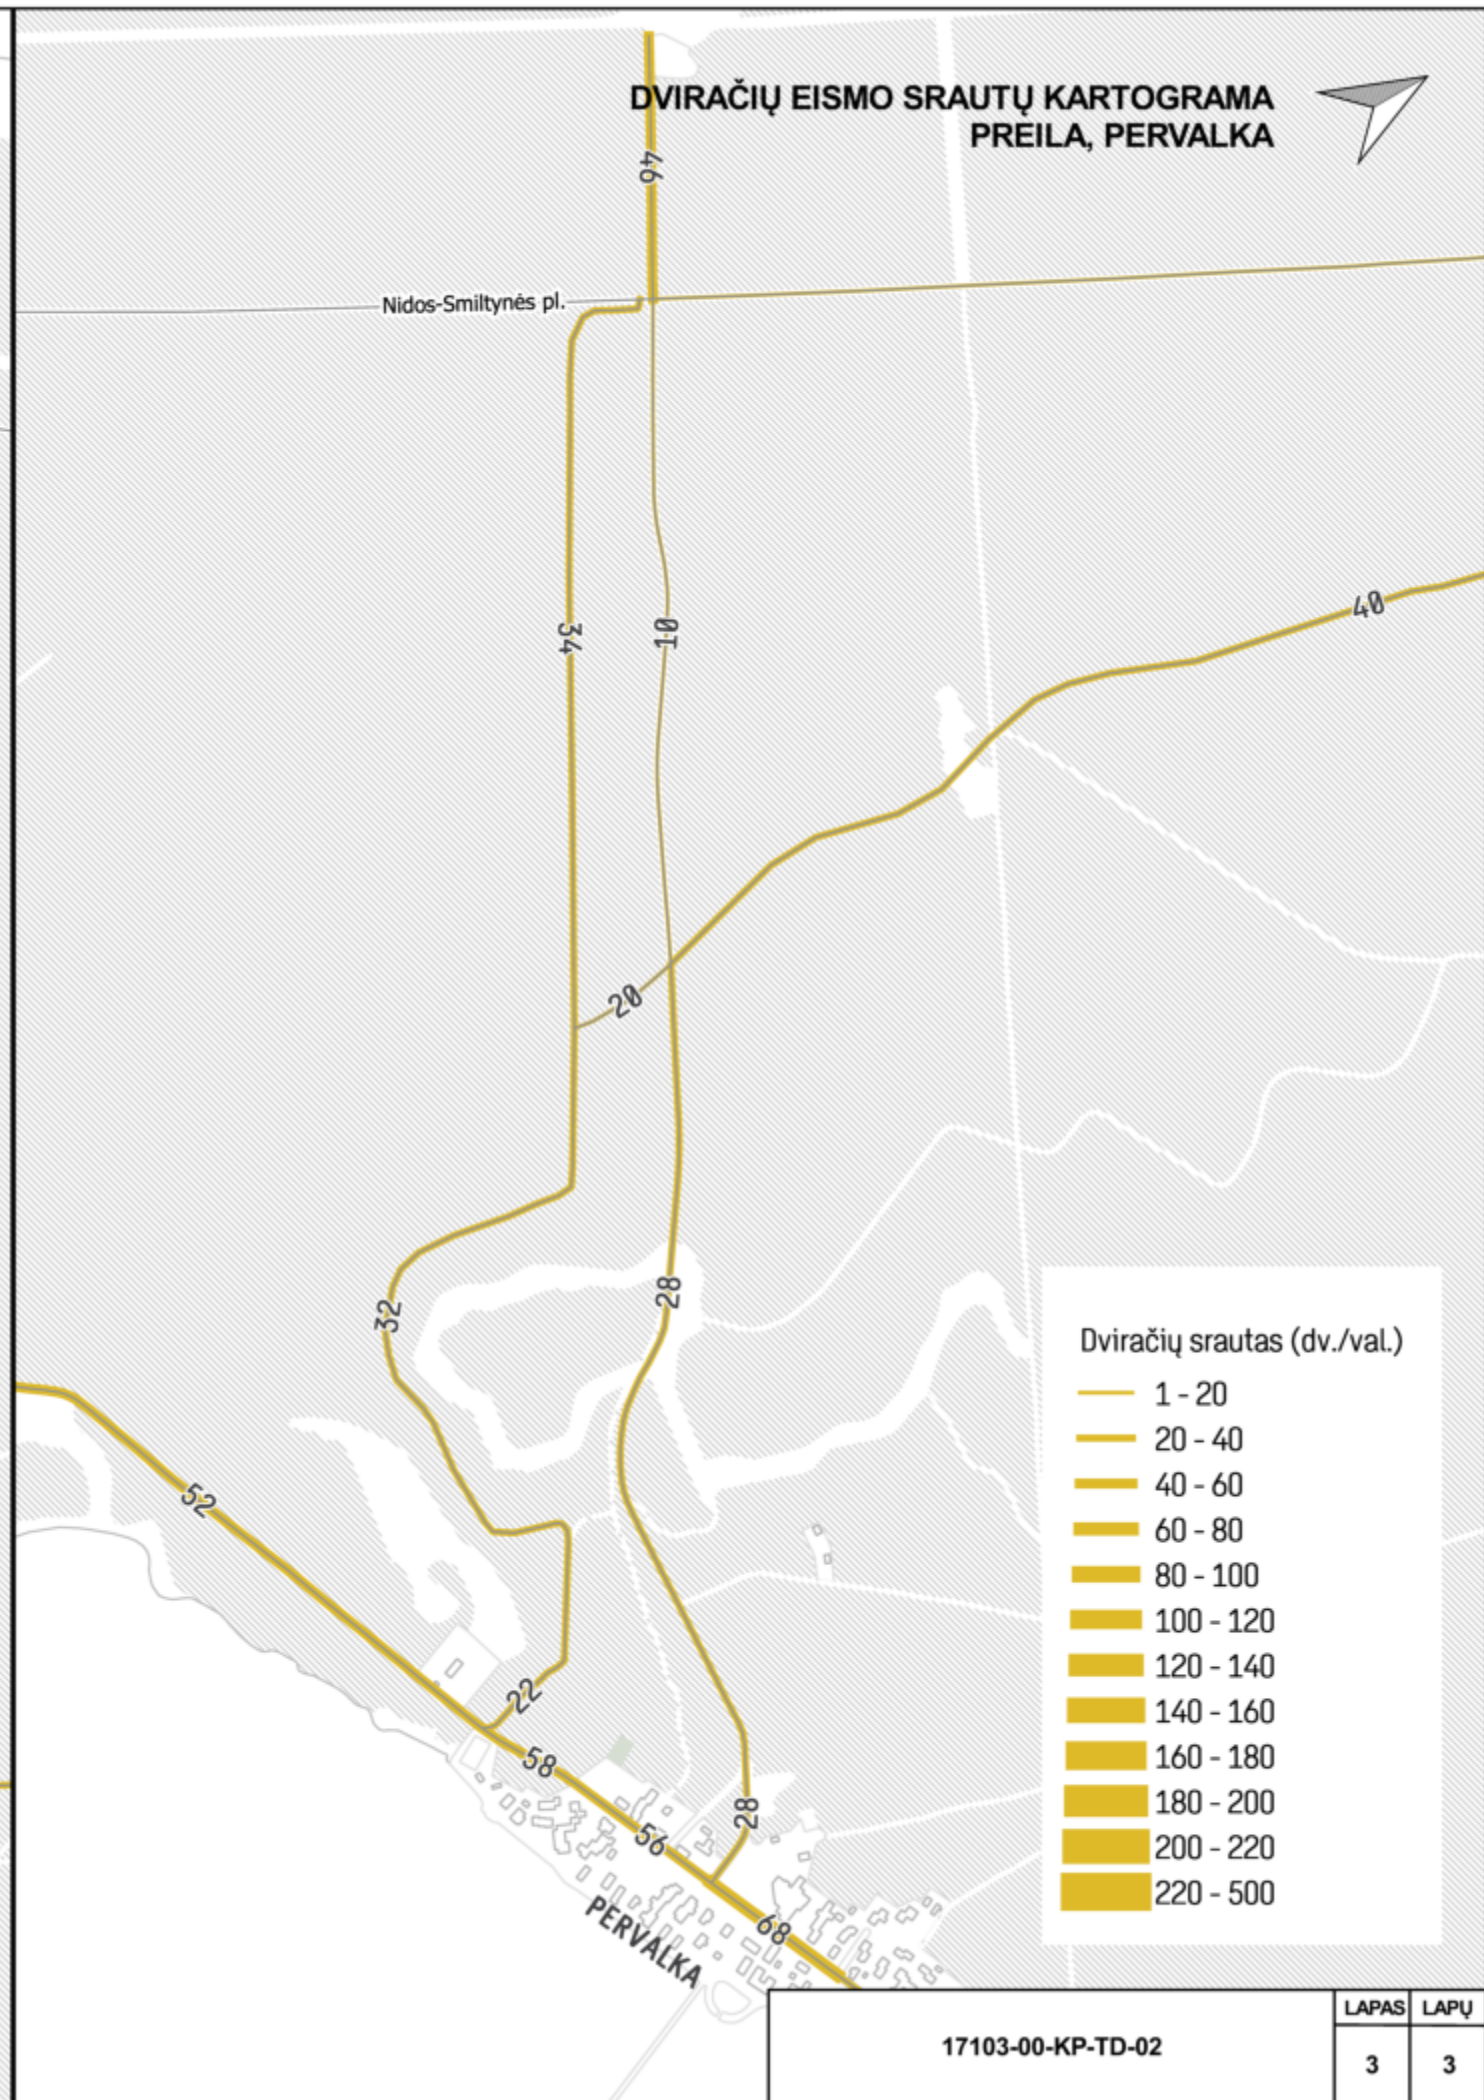 DVIRAČIŲ EISMO SRAUTŲ KARTOGRAMA
PREILA, PERVALKA
46
Nidos-Smiltynės pl.
40
34
10
20
32
28
52
22
58
28
56
68
PERVALKA
Dviračių srautas (dv./val.)
1 - 20
20 - 40
40 - 60
60 - 80
80 - 100
100 - 120
120 - 140
140 - 160
160 - 180
180 - 200
200 - 220
220 - 500
17103-00-KP-TD-02
LAPAS LAPŲ
3 3